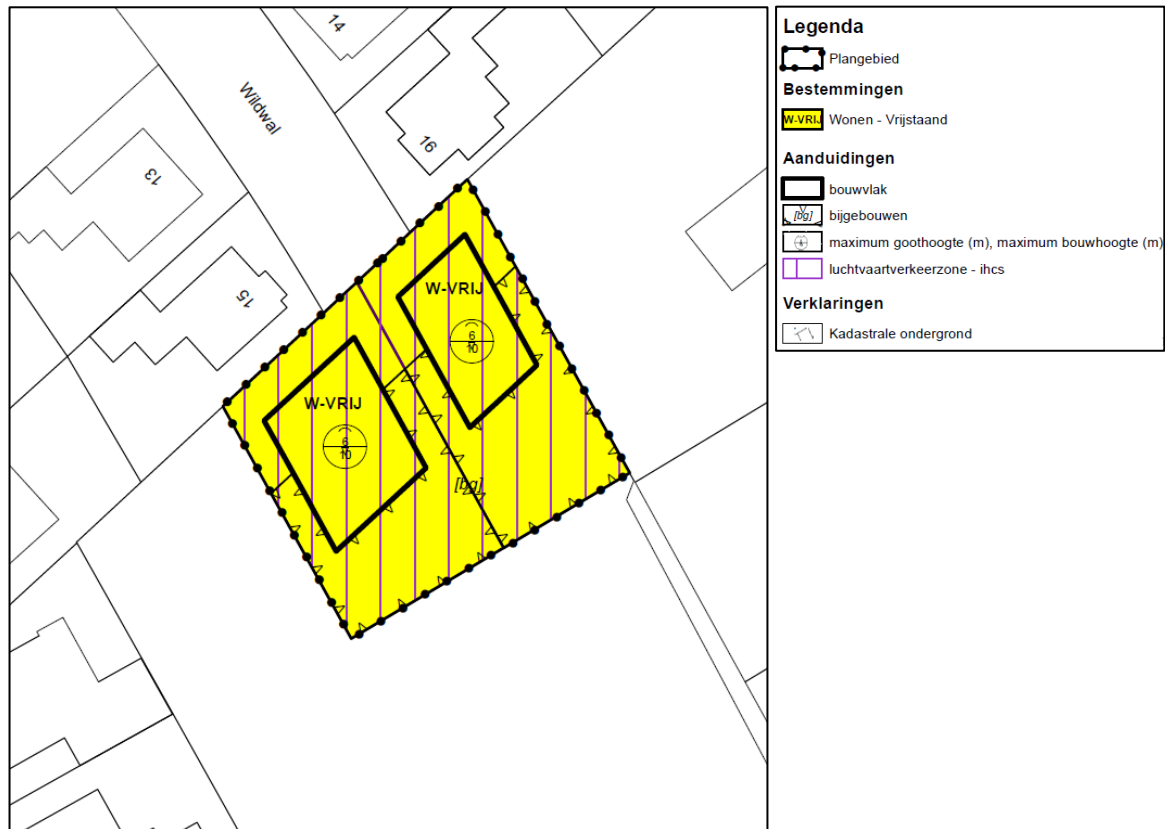 14
Wildwal
16
13
15
W-VRIJ
6
10
W-VRIJ
6
10
[bg]
Legenda
Plangebied
Bestemmingen
W-VRIJ Wonen - Vrijstaand
Aanduidingen
bouwvlak
[bg] bijgebouwen
maximum goothoogte (m), maximum bouwhoogte (m)
luchtvaartverkeerzone - ihcs
Verklaringen
Kadastrale ondergrond